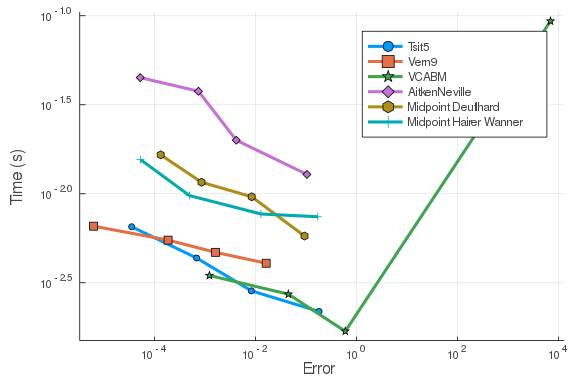 10 -1.0
10 -1.5
10 -2.0
10 -2.5
Time (s)
Tsit5
Vern9
VCABM
AitkenNeville
Midpoint Deuflhard
Midpoint Hairer Wanner
10 -4
10 -2
10 0
10 2
10 4
Error